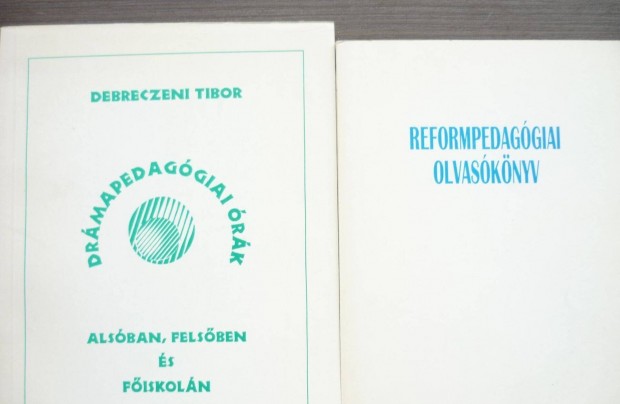 DEBRECZENI TIBOR
DRÁMAPEDAGÓGIAI ÓRÁK
ALSÓBAN, FELSŐBEN
ÉS
FŐISKOLÁN
REFORMPEDAGÓGIAI
OLVASÓKÖNYV